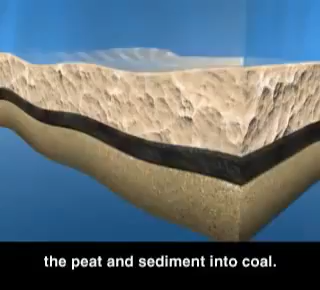 the peat and sediment into coal.